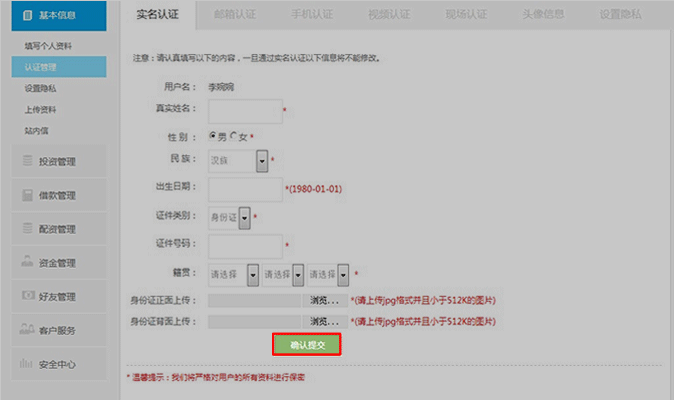 基本信息
填写个人资料
认证管理
设置隐私
上传资料
站内信
投资管理
借款管理
配资管理
资金管理
好友管理
客户服务
安全中心
实名认证 邮箱认证 手机认证 视频认证 现场认证 头像信息 设置隐私
注意：请认真填写以下的内容，一旦通过实名认证以下信息将不能修改。
用户名： 李婉婉
真实姓名： *
性 别： 男 女 *
民 族： 汉族 *
出生日期： *(1980-01-01)
证件类别： 身份证 *
证件号码： *
籍贯： 请选择 请选择 请选择 *
身份证正面上传： 浏览... *(请上传jpg格式并且小于512K的图片)
身份证背面上传： 浏览... *(请上传jpg格式并且小于512K的图片)
确认提交
* 温馨提示：我们将严格对用户的所有资料进行保密